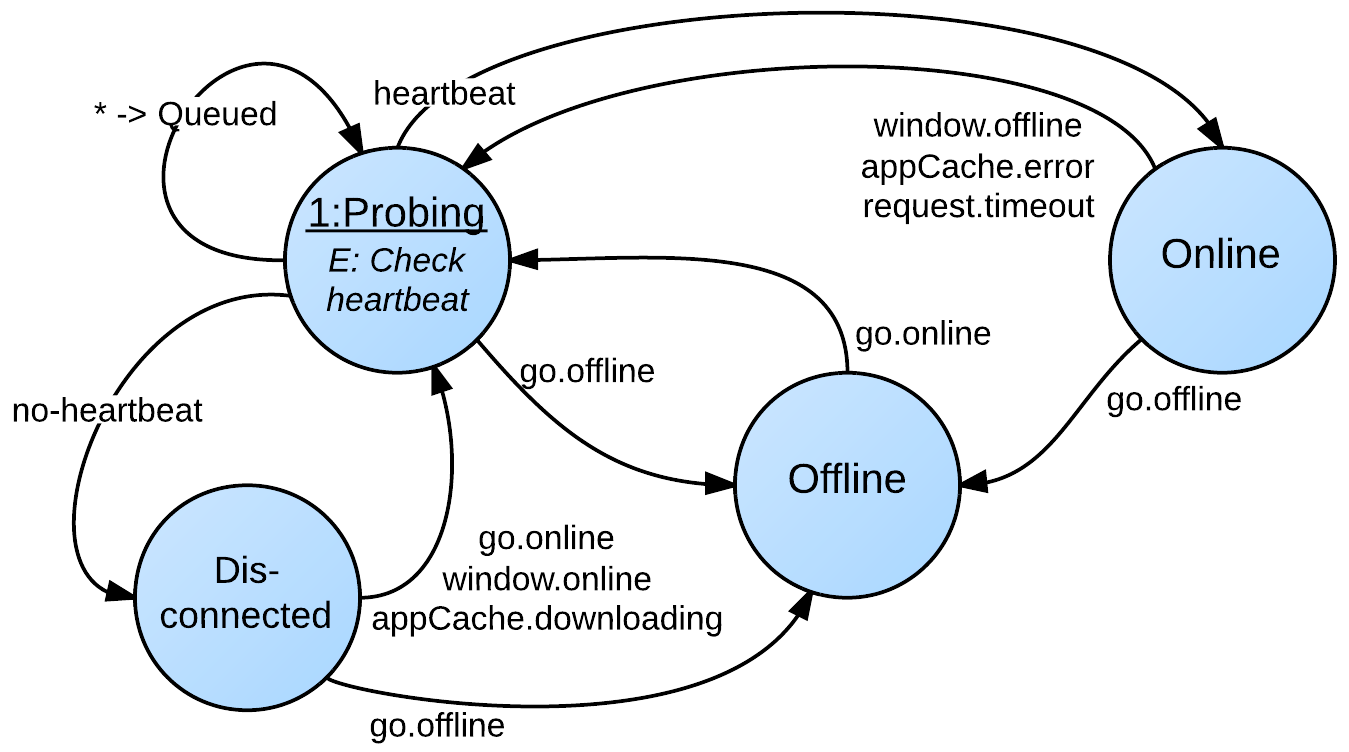 heartbeat
* -> Queued
window.offline
appCache.error
request.timeout
1:Probing
E: Check
heartbeat
Online
go.online
go.offline
go.offline
no-heartbeat
Offline
go.online
window.online
appCache.downloading
Dis-
connected
go.offline